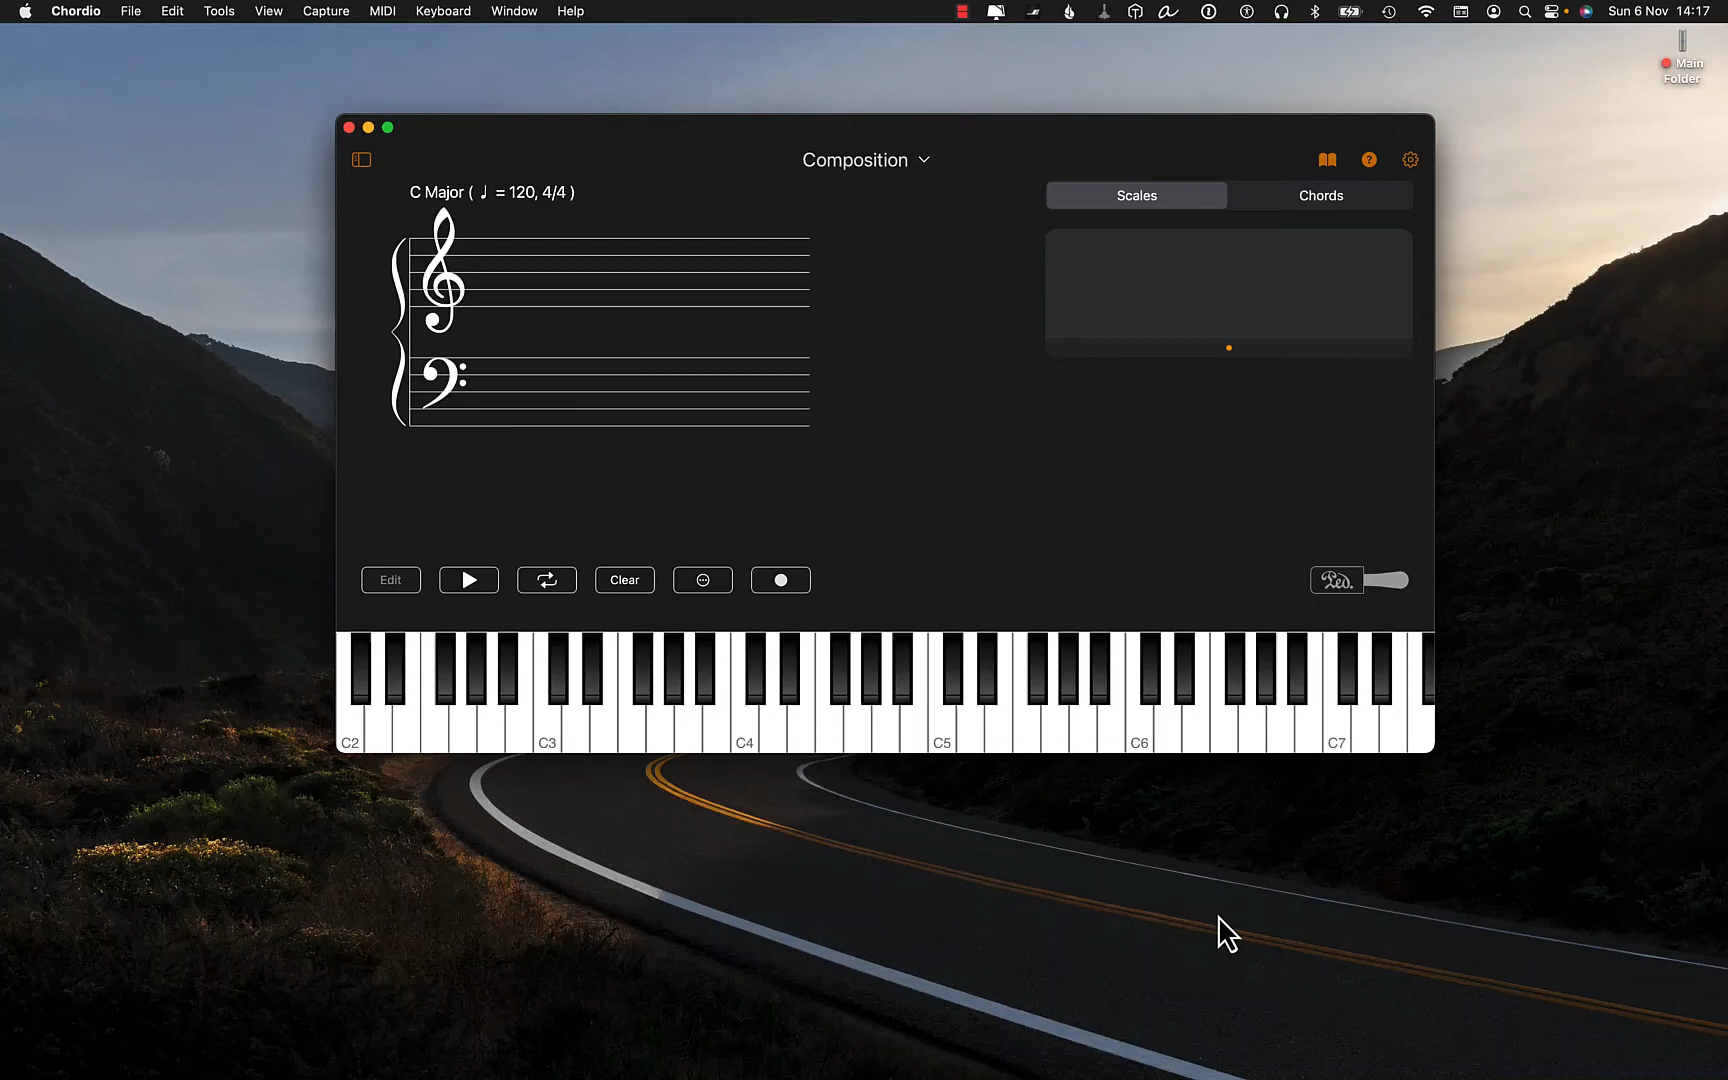 Chordio File Edit Tools View Capture MIDI Keyboard Window Help Sun 6 Nov 14:17
Main
Folder
Composition
C Major ( ♩ = 120, 4/4 )
Scales Chords
Edit Clear Ped.
C2 C3 C4 C5 C6 C7